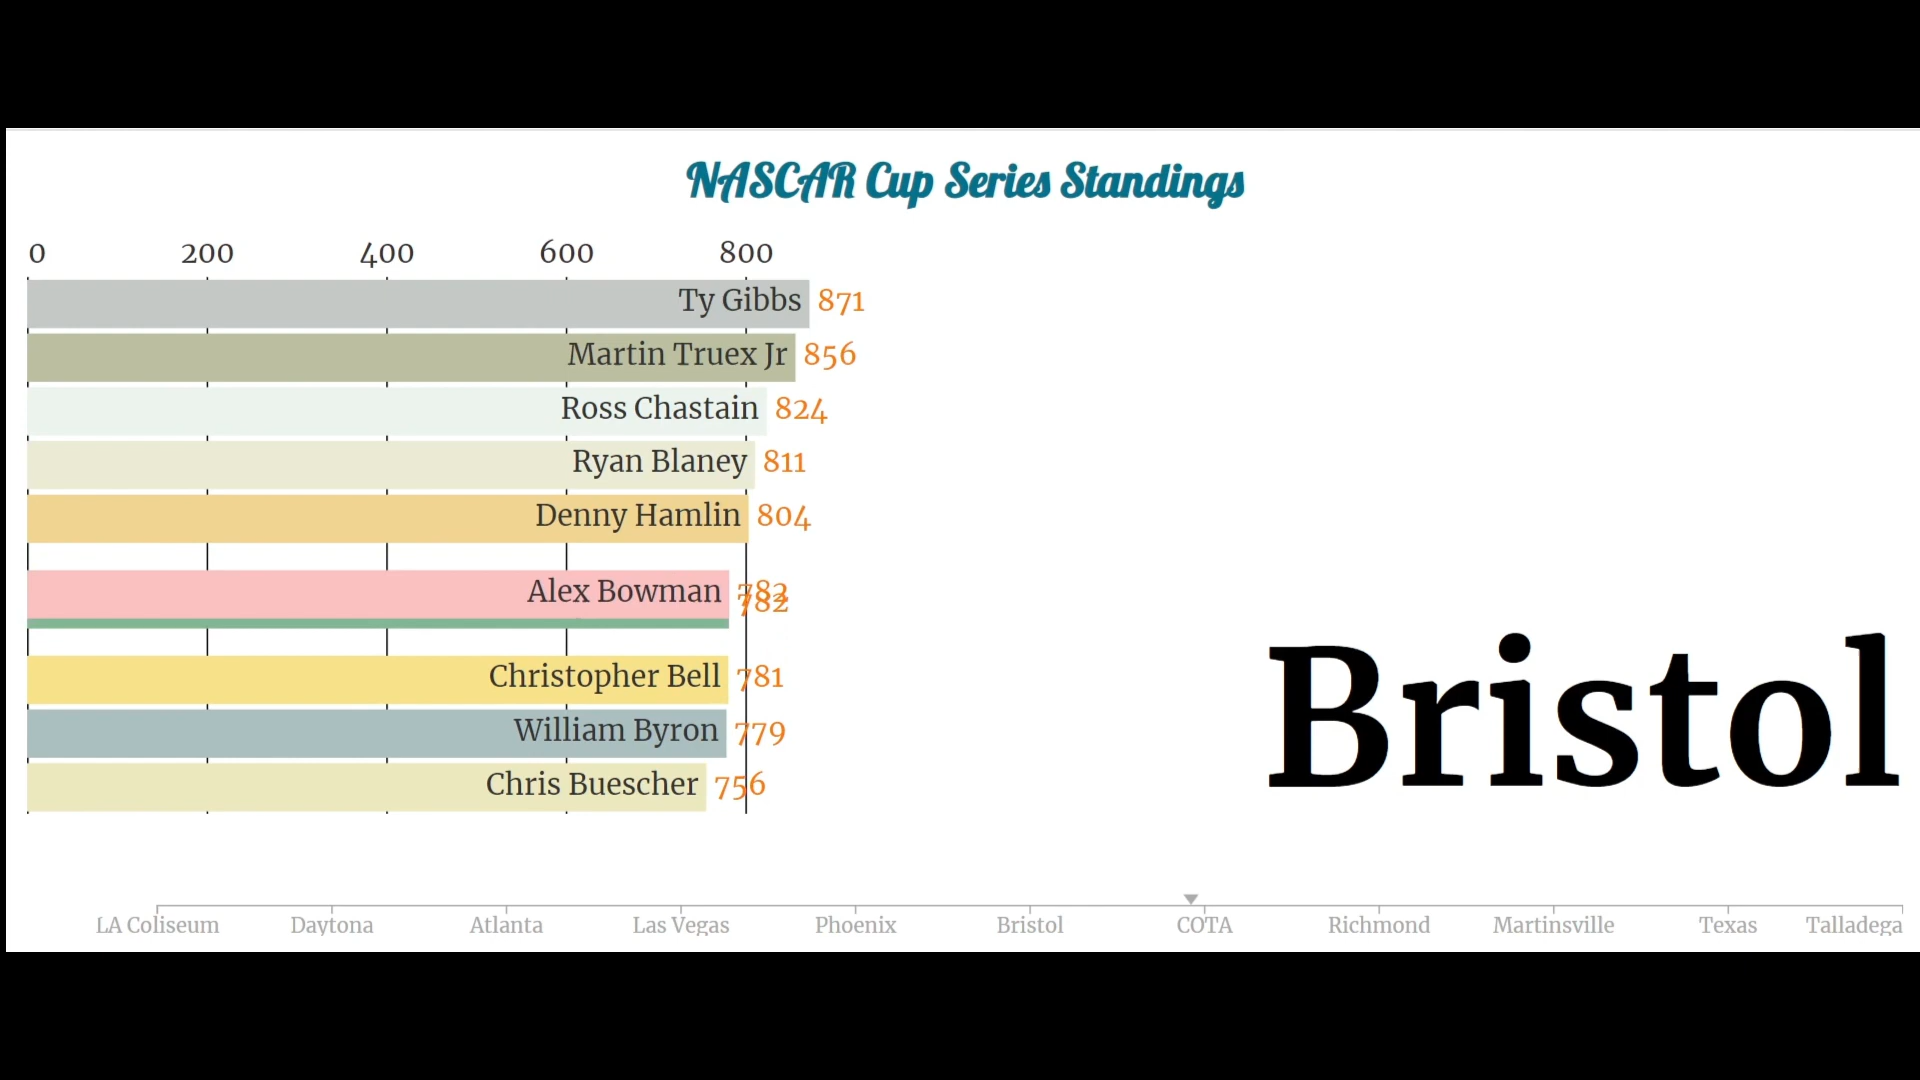 NASCAR Cup Series Standings
0 200 400 600 800
Ty Gibbs 871
Martin Truex Jr 856
Ross Chastain 824
Ryan Blaney 811
Denny Hamlin 804
Alex Bowman
782
Christopher Bell 781
William Byron 779
Chris Buescher 756
Bristol
LA Coliseum Daytona Atlanta Las Vegas Phoenix Bristol COTA Richmond Martinsville Texas Talladega